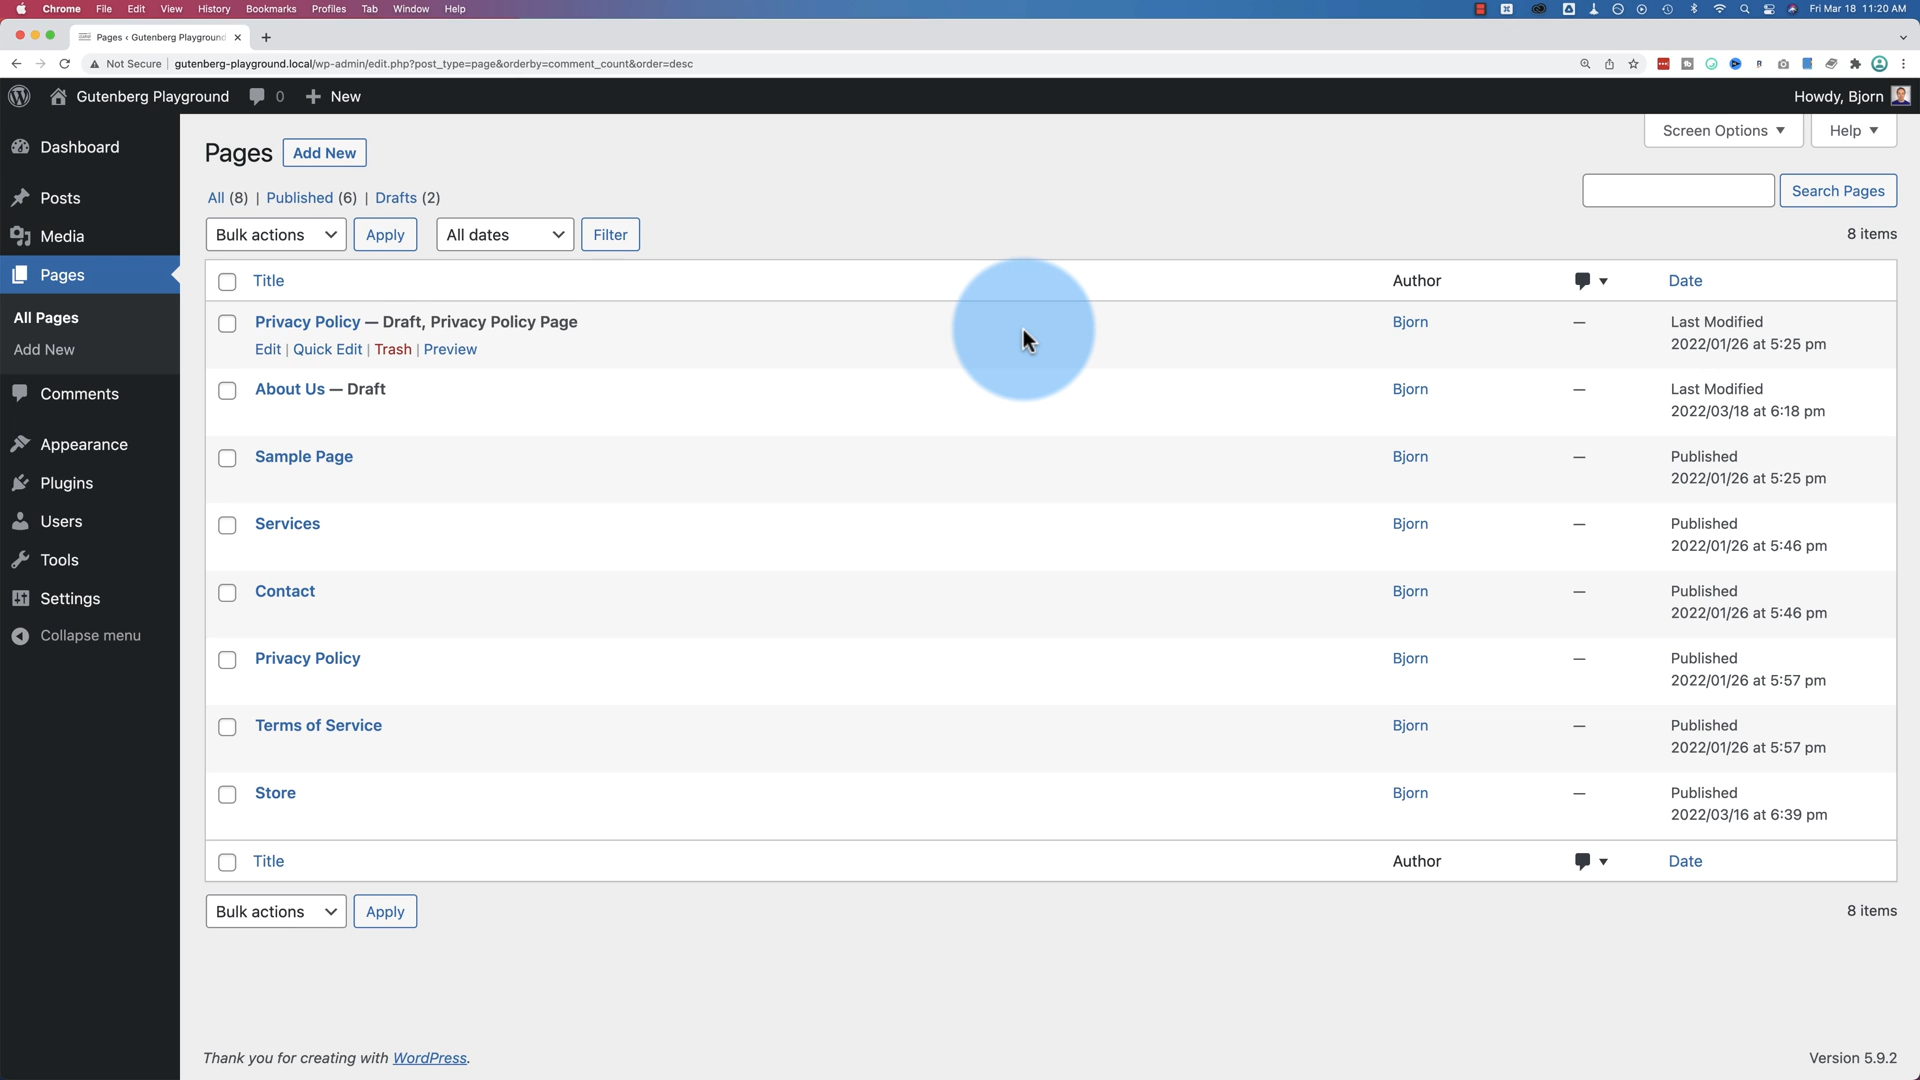 Chrome File Edit View History Bookmarks Profiles Tab Window Help Fri Mar 18 11:20 AM
Pages ‹ Gutenberg Playground
Not Secure gutenberg-playground.local/wp-admin/edit.php?post_type=page&orderby=comment_count&order=desc
Gutenberg Playground 0 New Howdy, Bjorn
Screen Options Help
Dashboard
Posts
Media
Pages
All Pages
Add New
Comments
Appearance
Plugins
Users
Tools
Settings
Collapse menu
Pages Add New
All (8) | Published (6) | Drafts (2)
Search Pages
Bulk actions Apply All dates Filter 8 items
Title Author Date
Privacy Policy — Draft, Privacy Policy Page Bjorn — Last Modified
Edit | Quick Edit | Trash | Preview 2022/01/26 at 5:25 pm
About Us — Draft Bjorn — Last Modified
2022/03/18 at 6:18 pm
Sample Page Bjorn — Published
2022/01/26 at 5:25 pm
Services Bjorn — Published
2022/01/26 at 5:46 pm
Contact Bjorn — Published
2022/01/26 at 5:46 pm
Privacy Policy Bjorn — Published
2022/01/26 at 5:57 pm
Terms of Service Bjorn — Published
2022/01/26 at 5:57 pm
Store Bjorn — Published
2022/03/16 at 6:39 pm
Title Author Date
Bulk actions Apply 8 items
Thank you for creating with WordPress. Version 5.9.2